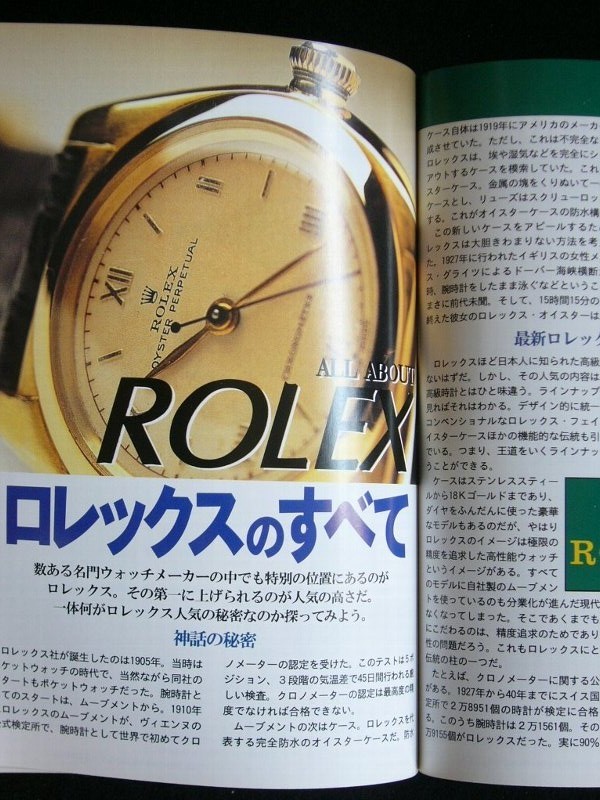 XII
ROLEX
OYSTER PERPETUAL
ALL ABOUT
ROLEX
ロレックスのすべて
数ある名門ウォッチメーカーの中でも特別の位置にあるのが
ロレックス。その第一に上げられるのが人気の高さだ。
一体何がロレックス人気の秘密なのか探ってみよう。
神話の秘密
ロレックス社が誕生したのは1905年。当時は
ケットウォッチの時代で、当然ながら同社の
タートもポケットウォッチだった。腕時計と
てのスタートは、ムーブメントから。1910年
ロレックスのムーブメントが、ヴィエンヌの
式検定所で、腕時計として世界で初めてクロ
ノメーターの認定を受けた。このテストは5ポ
ジション、3段階の気温差で45日間行われる厳
しい検査。クロノメーターの認定は最高度の精
度でなければ合格できない。
ムーブメントの次はケース。ロレックスを代
表する完全防水のオイスターケースだ。防水
ケース自体は1919年にアメリカのメーカ
成させていた。ただし、これは不完全な
ロレックスは、埃や湿気などを完全にシ
アウトするケースを模索していた。これ
スターケース。金属の塊をくりぬいて一
ケースとし、リューズはスクリューロッ
する、これがオイスターケースの防水構
この新しいケースをアピールするため
レックスは大胆きわまりない方法を考
た。1927年に行われたイギリスの女性メ
ス・グライツによるドーバー海峡横断
時、腕時計をしたまま泳ぐなどというこ
まさに前代未聞。そして、15時間15分の
終えた彼女のロレックス・オイスターは
最新ロレック
ロレックスほど日本人に知られた高級
ないはずだ。しかし、その人気の内容は
高級時計とはひと味違う。ラインナップ
見ればそれはわかる。デザイン的に統一
コンベンショナルなロレックス・フェイ
イスターケースほかの機能的な伝統も引
でいる。つまり、王道をいくラインナッ
うことができる。
ケースはステンレススティー
ルから18Kゴールドまであり、
ダイヤをふんだんに使った豪華
なモデルもあるのだが、やはり
ロレックスのイメージは極限の
精度を追求した高性能ウォッチ
というイメージがある。すべて
のモデルに自社製のムーブメン
トを使っているのも分業化が進んだ現代
なくなってしまった。そこであくまでも
にこだわるのは、精度追求のためであり
性の問題だろう。これもロレックスにと
伝統の柱の一つだ。
たとえば、クロノメーターに関する公
がある。1927年から40年までにスイス国
定所で2万8951個の時計が検定に合格
る。このうち腕時計は2万1561個。その
万9155個がロレックスだった。実に90%
R